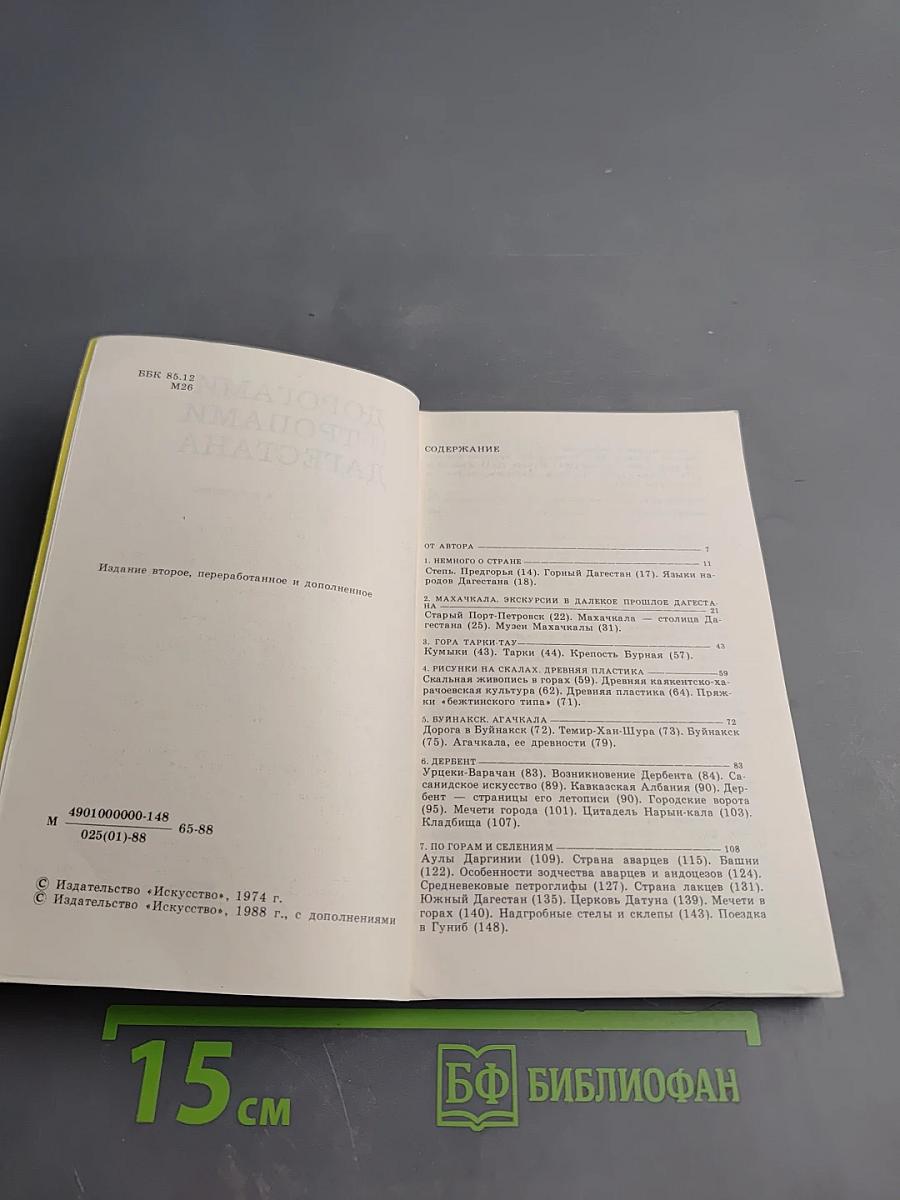 ББК 85.12
М26
ДОРОГАМИ
ТРОПАМИ
ДАГЕСТАНА
Издание второе, переработанное и дополненное
М 4901000000-148 65-88
025(01)-88
© Издательство «Искусство», 1974 г.
© Издательство «Искусство», 1988 г., с дополнениями
СОДЕРЖАНИЕ
ОТ АВТОРА 7
1. НЕМНОГО О СТРАНЕ 11
Степь. Предгорья (14). Горный Дагестан (17). Языки на-
родов Дагестана (18).
2. МАХАЧКАЛА. ЭКСКУРСИИ В ДАЛЕКОЕ ПРОШЛОЕ ДАГЕСТА-
НА 21
Старый Порт-Петровск (22). Махачкала — столица Да-
гестана (25). Музеи Махачкалы (31).
3. ГОРА ТАРКИ-ТАУ 43
Кумыки (43). Тарки (44). Крепость Бурная (57).
4. РИСУНКИ НА СКАЛАХ. ДРЕВНЯЯ ПЛАСТИКА 59
Скальная живопись в горах (59). Древняя каякентско-ха-
рачоевская культура (62). Древняя пластика (64). Пряж-
ки «бежтинского типа» (71).
5. БУЙНАКСК. АГАЧКАЛА 72
Дорога в Буйнакск (72). Темир-Хан-Шура (73). Буйнакск
(75). Агачкала, ее древности (79).
6. ДЕРБЕНТ 83
Урцеки-Варачан (83). Возникновение Дербента (84). Са-
санидское искусство (89). Кавказская Албания (90). Дер-
бент — страницы его летописи (90). Городские ворота
(95). Мечети города (101). Цитадель Нарын-кала (103).
Кладбища (107).
7. ПО ГОРАМ И СЕЛЕНИЯМ 108
Аулы Даргинии (109). Страна аварцев (115). Башни
(122). Особенности зодчества аварцев и андоцезов (124).
Средневековые петроглифы (127). Страна лакцев (131).
Южный Дагестан (135). Церковь Датуна (139). Мечети в
горах (140). Надгробные стелы и склепы (143). Поездка
в Гуниб (148).
15 см
БФ БИБЛИОФАН